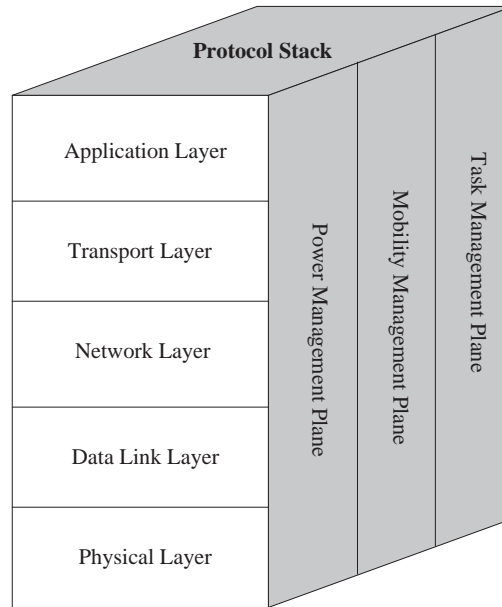 Protocol Stack
Application Layer
Transport Layer
Network Layer
Data Link Layer
Physical Layer
Power Management Plane
Mobility Management Plane
Task Management Plane